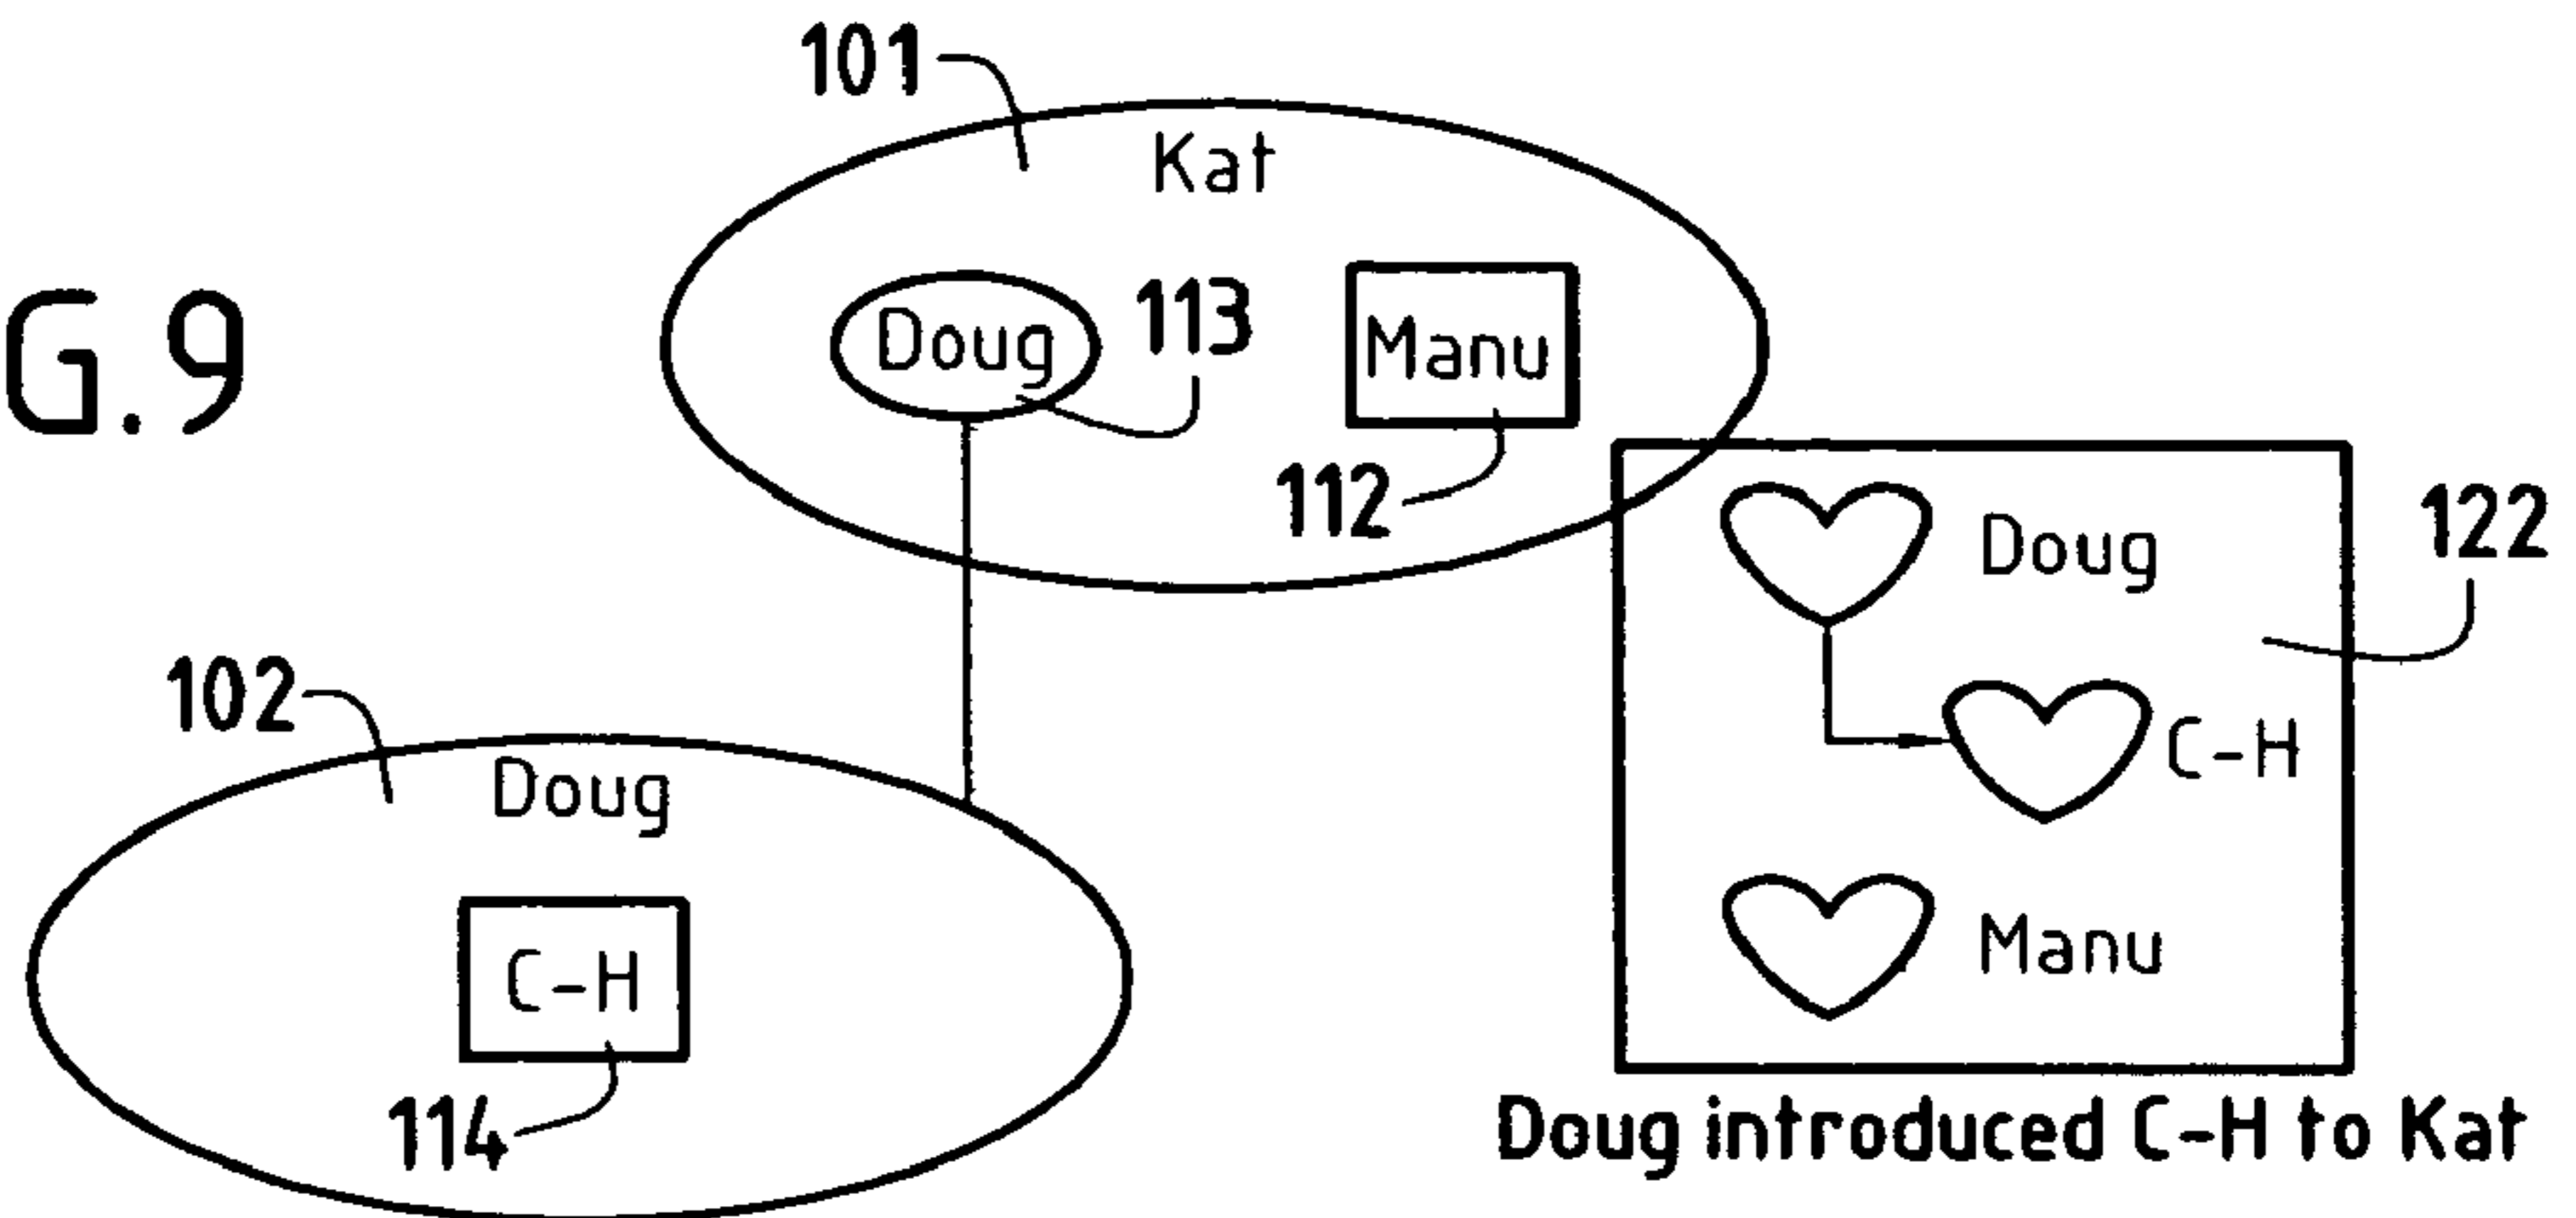 101
Kat
G.9
Doug
113
Manu
112
Doug
122
102
Doug
C-H
C-H
Manu
114
Doug introduced C-H to Kat